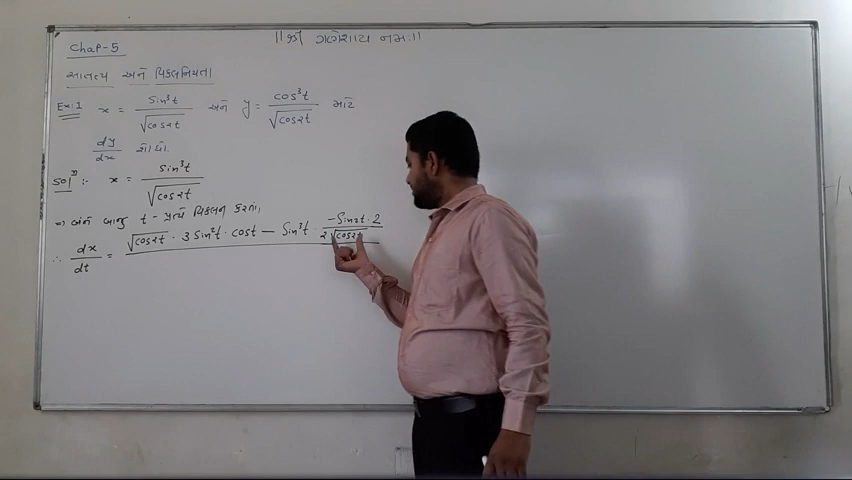 ॥ શ્રી ગણેશાય નમઃ ॥
Chap-5
સાતત્ય અને વિકલનીયતા
Ex:1 x = sin³t / √cos2t અને y = cos³t / √cos2t માટે
dy/dx શોધો.
solⁿ :- x = sin³t / √cos2t
⇒ બંને બાજુ t - પ્રત્યે વિકલન કરતા,
∴ dx/dt = √cos2t · 3 sin²t · cost − sin³t · −sin2t · 2 / 2√cos2t